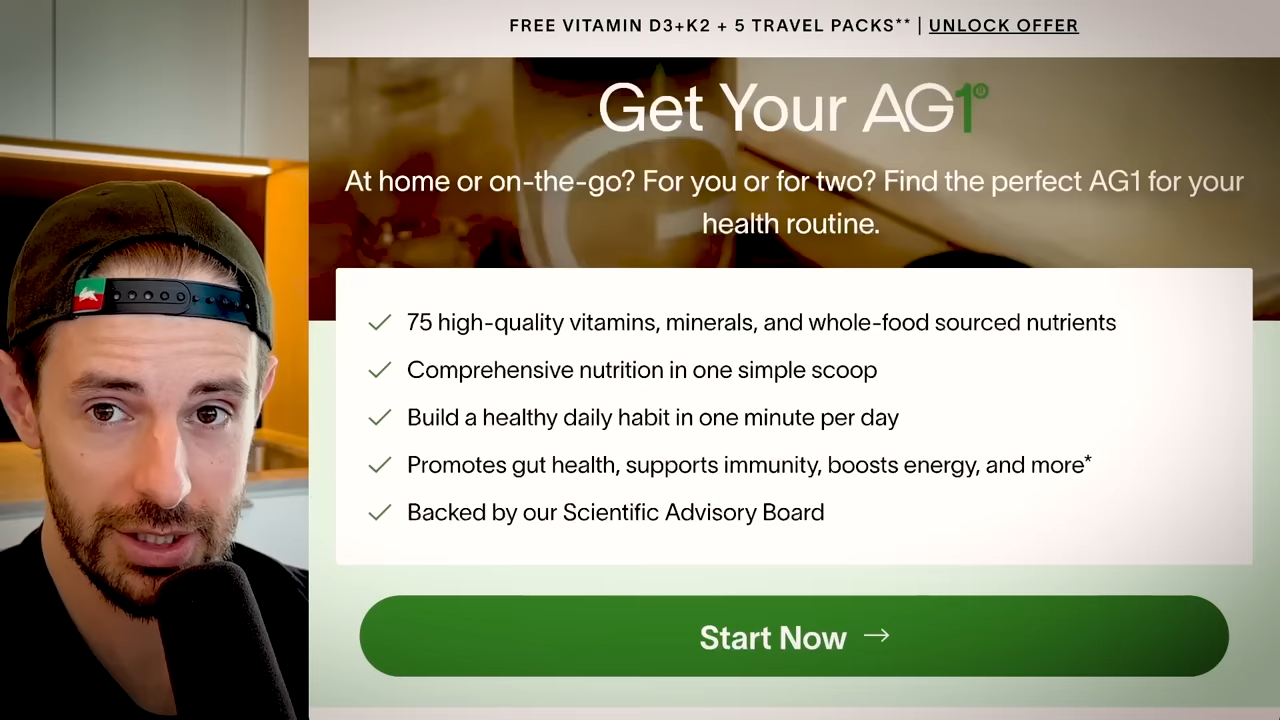 FREE VITAMIN D3+K2 + 5 TRAVEL PACKS** | UNLOCK OFFER
Get Your AG1®
At home or on-the-go? For you or for two? Find the perfect AG1 for your
health routine.
75 high-quality vitamins, minerals, and whole-food sourced nutrients
Comprehensive nutrition in one simple scoop
Build a healthy daily habit in one minute per day
Promotes gut health, supports immunity, boosts energy, and more*
Backed by our Scientific Advisory Board
Start Now →